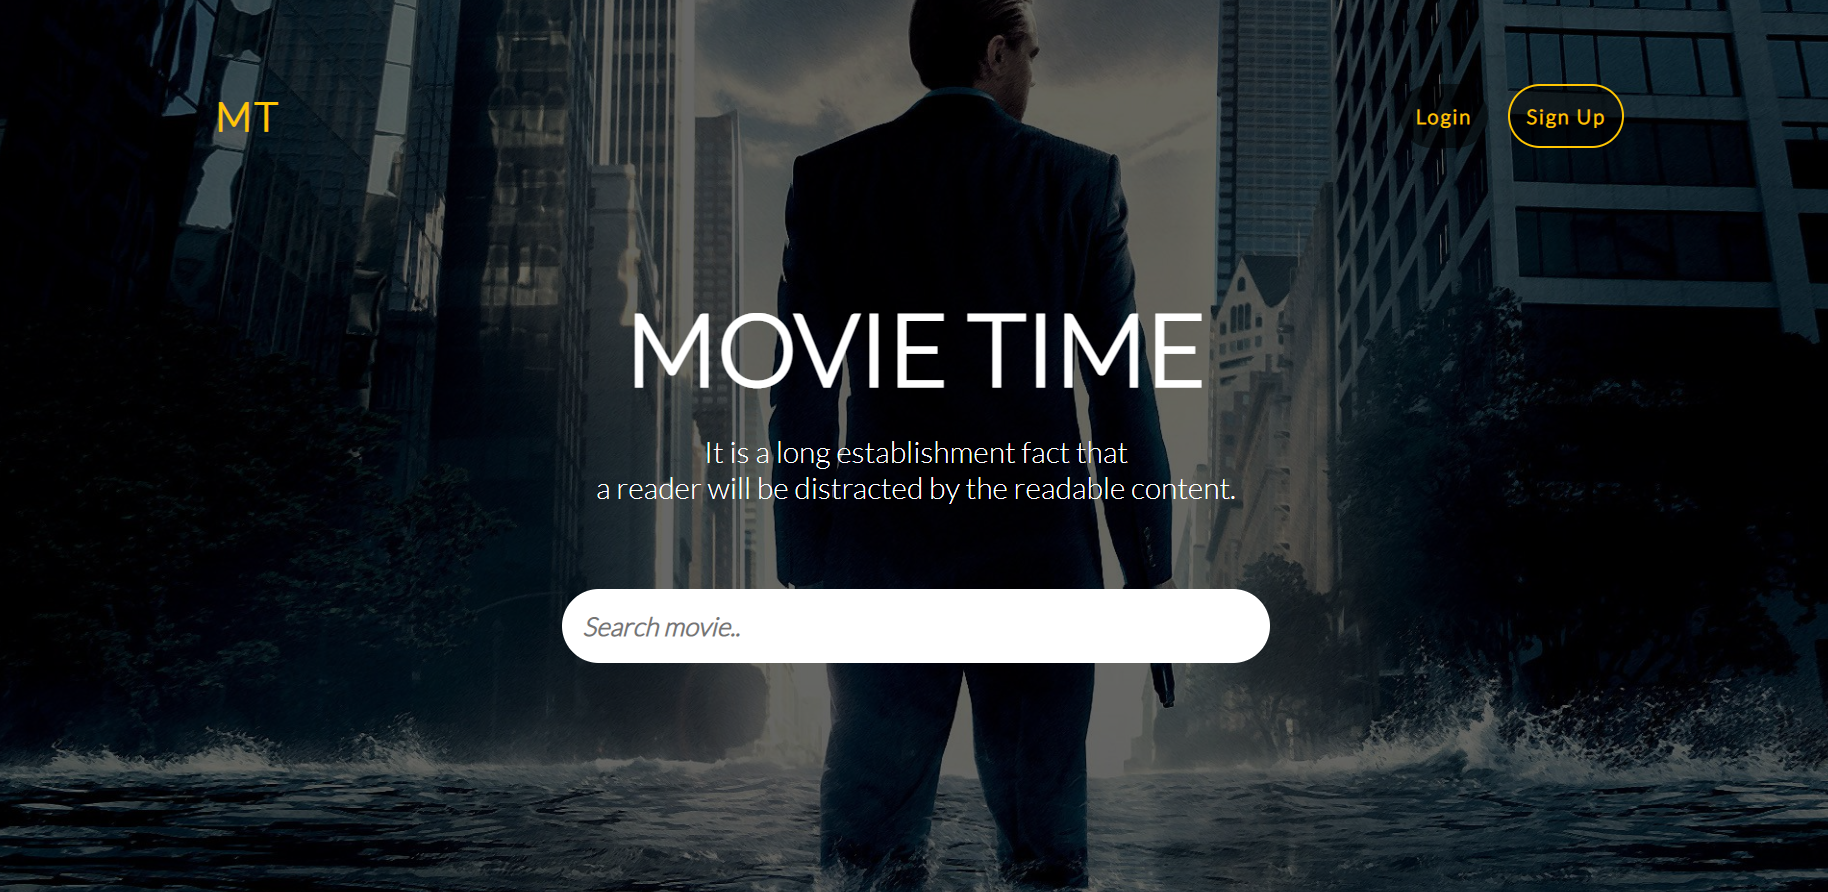 MT
Login
Sign Up
MOVIE TIME
It is a long establishment fact that
a reader will be distracted by the readable content.
Search movie..